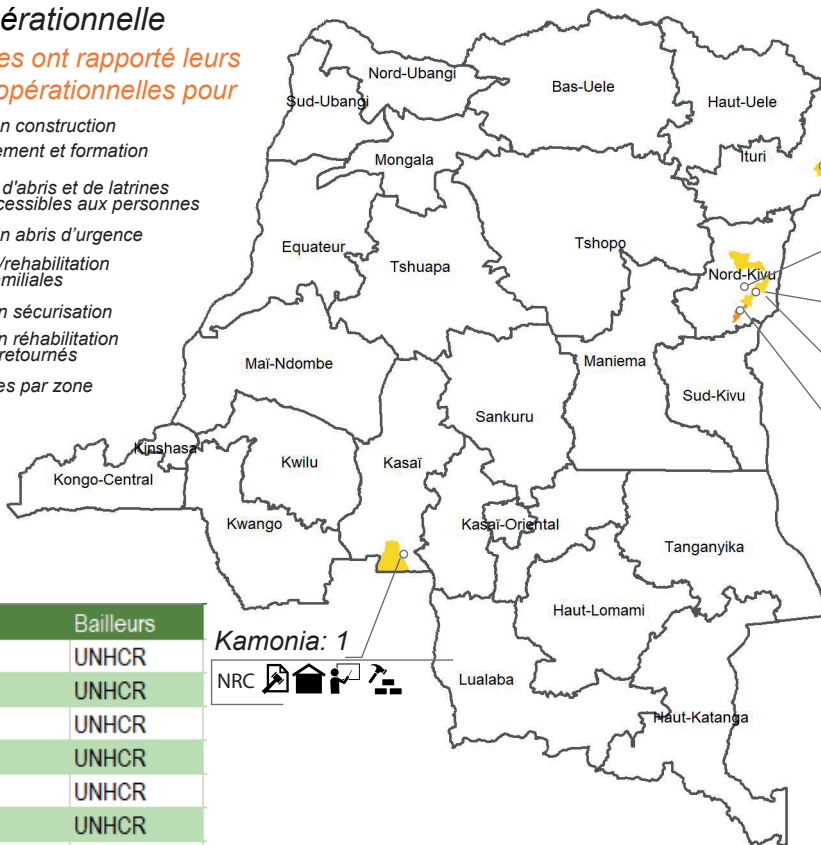 érationnelle
es ont rapporté leurs
opérationnelles pour
n construction
ement et formation
d'abris et de latrines
cessibles aux personnes
n abris d'urgence
/rehabilitation
amiliales
n sécurisation
n réhabilitation
retournés
es par zone
Nord-Ubangi
Sud-Ubangi
Bas-Uele
Haut-Uele
Mongala
Ituri
Equateur
Tshuapa
Tshopo
Nord-Kivu
Maï-Ndombe
Maniema
Sud-Kivu
Sankuru
Kinshasa
Kongo-Central
Kwilu
Kasaï
Kwango
Kasaï-Oriental
Tanganyika
Haut-Lomami
Lualaba
Haut-Katanga
Kamonia: 1
NRC
Bailleurs
UNHCR
UNHCR
UNHCR
UNHCR
UNHCR
UNHCR